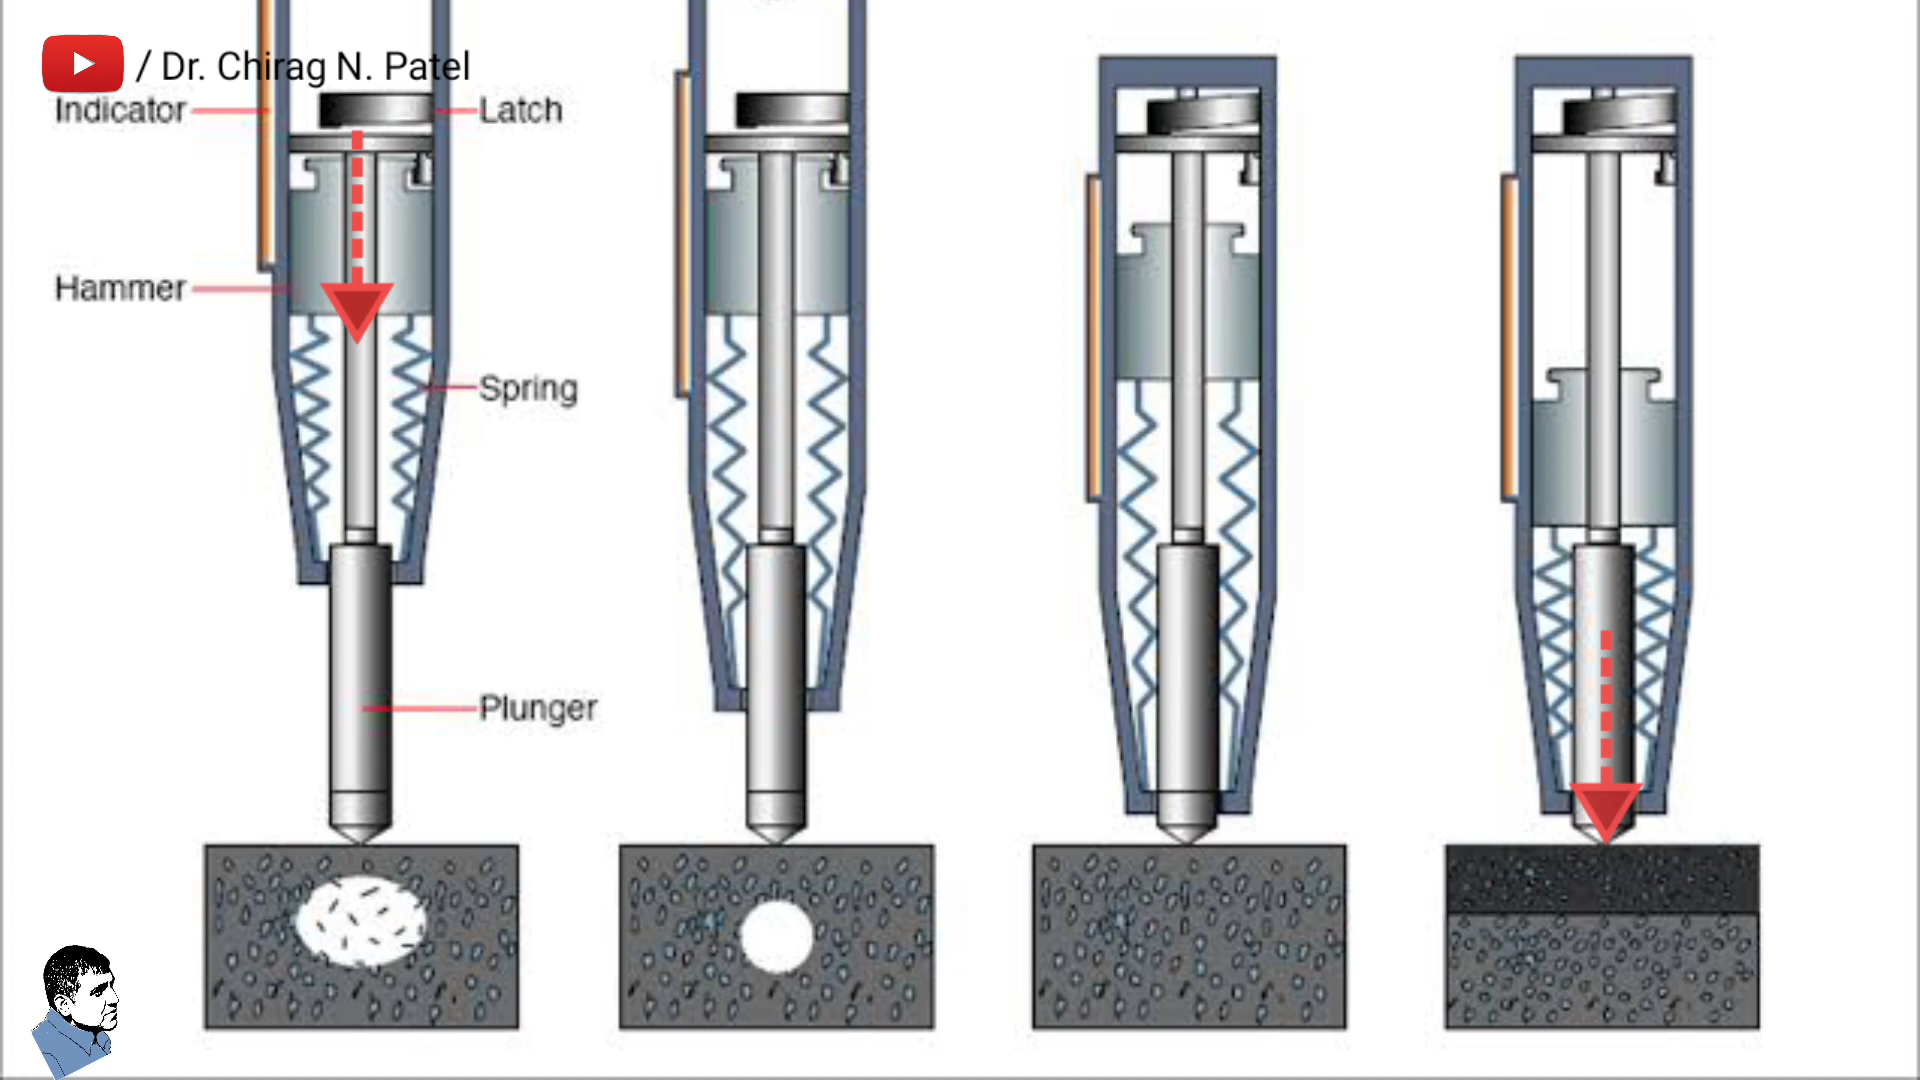 / Dr. Chirag N. Patel
Indicator
Latch
Hammer
Spring
Plunger